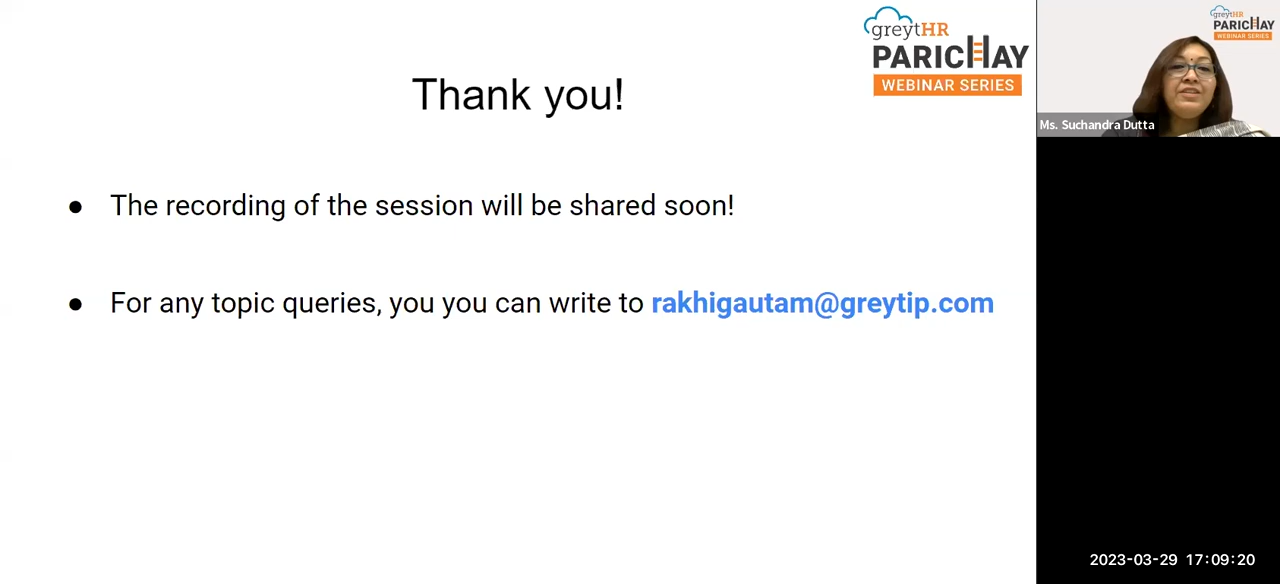 greytHR
PARICHAY
WEBINAR SERIES
Thank you!
● The recording of the session will be shared soon!
● For any topic queries, you you can write to rakhigautam@greytip.com
greytHR
PARICHAY
WEBINAR SERIES
Ms. Suchandra Dutta
2023-03-29 17:09:20